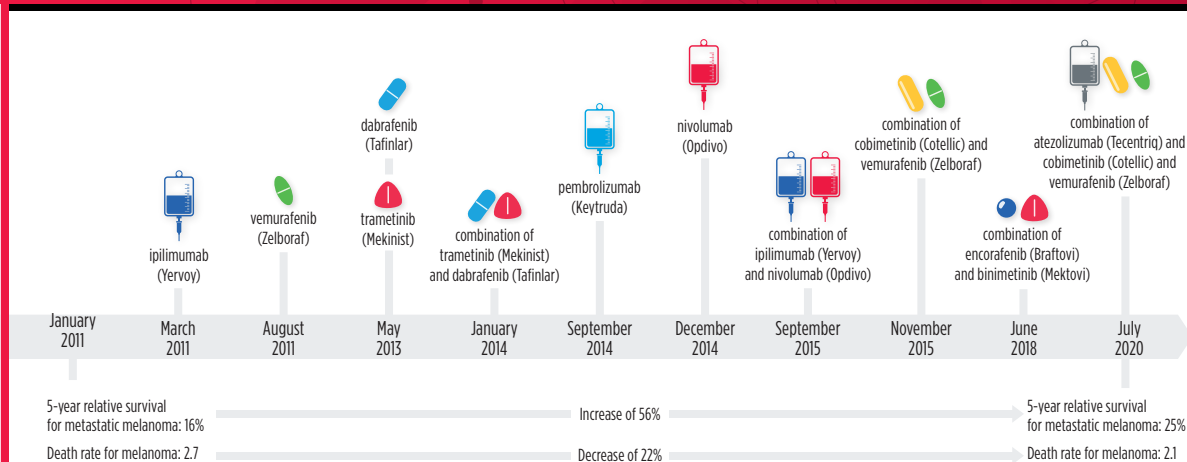 dabrafenib
(Tafinlar)
nivolumab
(Opdivo)
combination of
cobimetinib (Cotellic) and
vemurafenib (Zelboraf)
combination of
atezolizumab (Tecentriq) and
cobimetinib (Cotellic) and
vemurafenib (Zelboraf)
ipilimumab
(Yervoy)
vemurafenib
(Zelboraf)
trametinib
(Mekinist)
combination of
trametinib (Mekinist)
and dabrafenib (Tafinlar)
pembrolizumab
(Keytruda)
combination of
ipilimumab (Yervoy)
and nivolumab (Opdivo)
combination of
encorafenib (Braftovi)
and binimetinib (Mektovi)
January
2011
March
2011
August
2011
May
2013
January
2014
September
2014
December
2014
September
2015
November
2015
June
2018
July
2020
5-year relative survival
for metastatic melanoma: 16%
Increase of 56%
5-year relative survival
for metastatic melanoma: 25%
Death rate for melanoma: 2.7
Decrease of 22%
Death rate for melanoma: 2.1